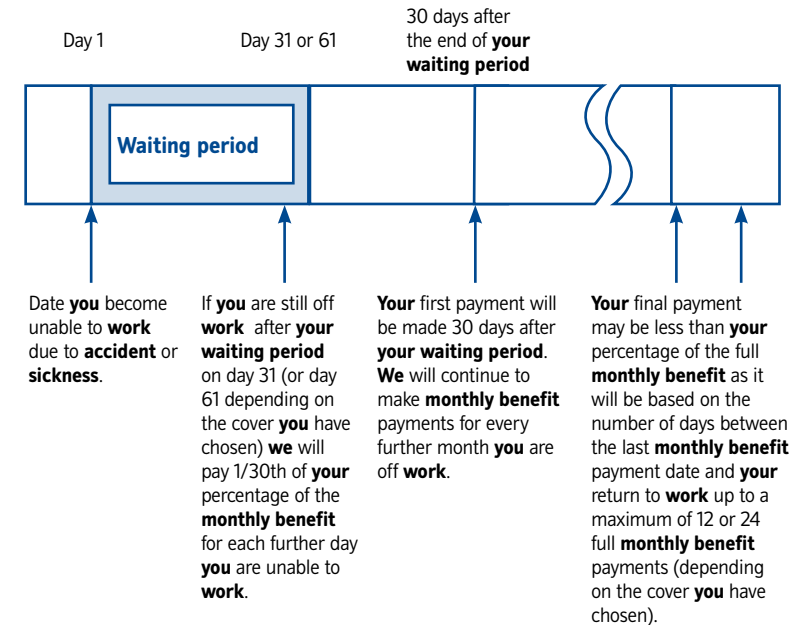 Day 1
Day 31 or 61
30 days after
the end of your
waiting period
Waiting period
Date you become
unable to work
due to accident or
sickness.
If you are still off
work after your
waiting period
on day 31 (or day
61 depending on
the cover you have
chosen) we will
pay 1/30th of your
percentage of the
monthly benefit
for each further day
you are unable to
work.
Your first payment will
be made 30 days after
your waiting period.
We will continue to
make monthly benefit
payments for every
further month you are
off work.
Your final payment
may be less than your
percentage of the full
monthly benefit as it
will be based on the
number of days between
the last monthly benefit
payment date and your
return to work up to a
maximum of 12 or 24
full monthly benefit
payments (depending
on the cover you have
chosen).